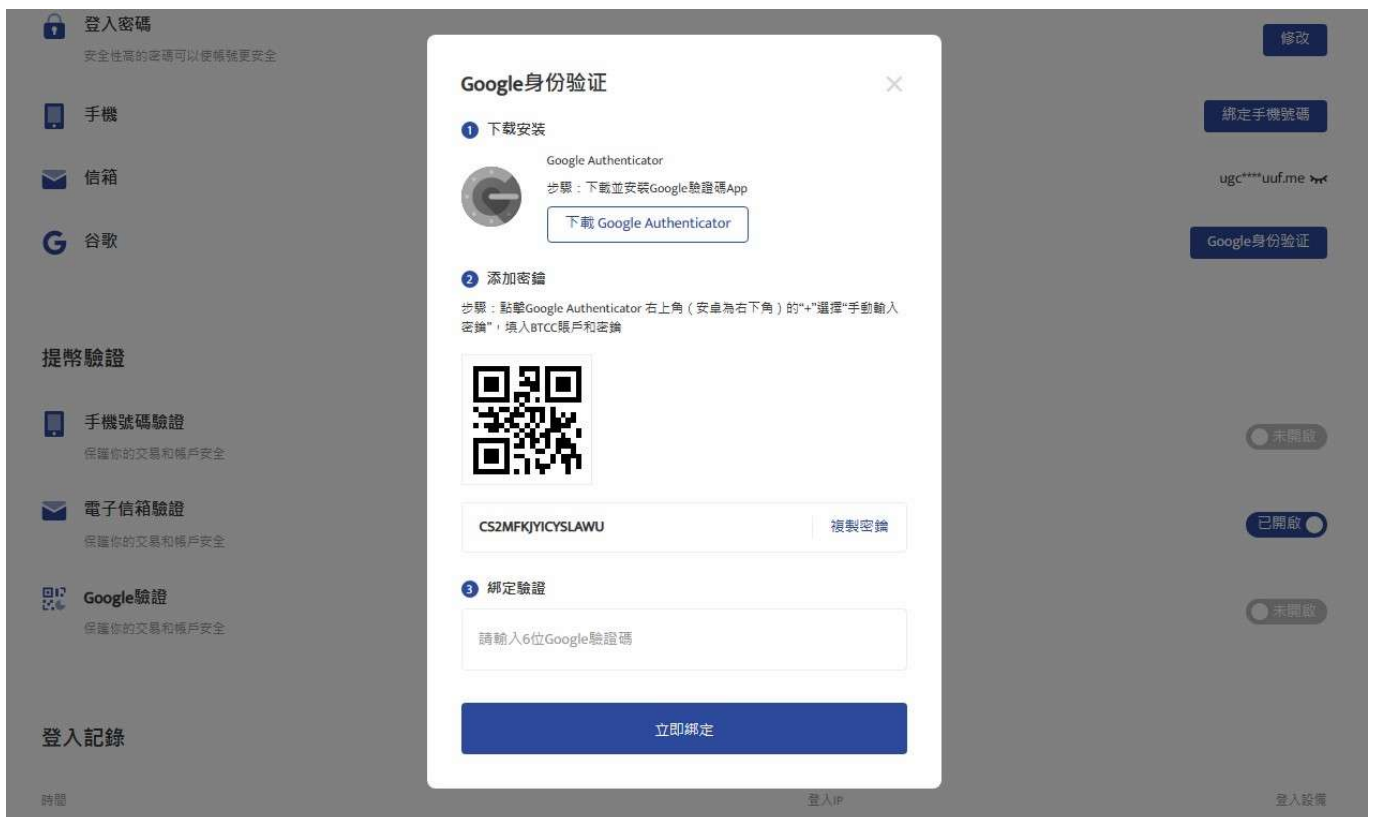 登入密碼
安全性高的密碼可以使帳號更安全
修改
手機
綁定手機號碼
信箱
ugc****uuf.me
谷歌
Google身份验证
提幣驗證
手機號碼驗證
保護你的交易和帳戶安全
未開啟
電子信箱驗證
保護你的交易和帳戶安全
已開啟
Google驗證
保護你的交易和帳戶安全
未開啟
登入記錄
時間
登入IP
登入設備
Google身份验证
1 下載安裝
Google Authenticator
步驟：下載並安裝Google驗證碼App
下載 Google Authenticator
2 添加密鑰
步驟：點擊Google Authenticator 右上角（安卓為右下角）的“+”選擇“手動輸入
密鑰”，填入BTCC賬戶和密鑰
CS2MFKJYICYSLAWU
複製密鑰
3 綁定驗證
請輸入6位Google驗證碼
立即綁定